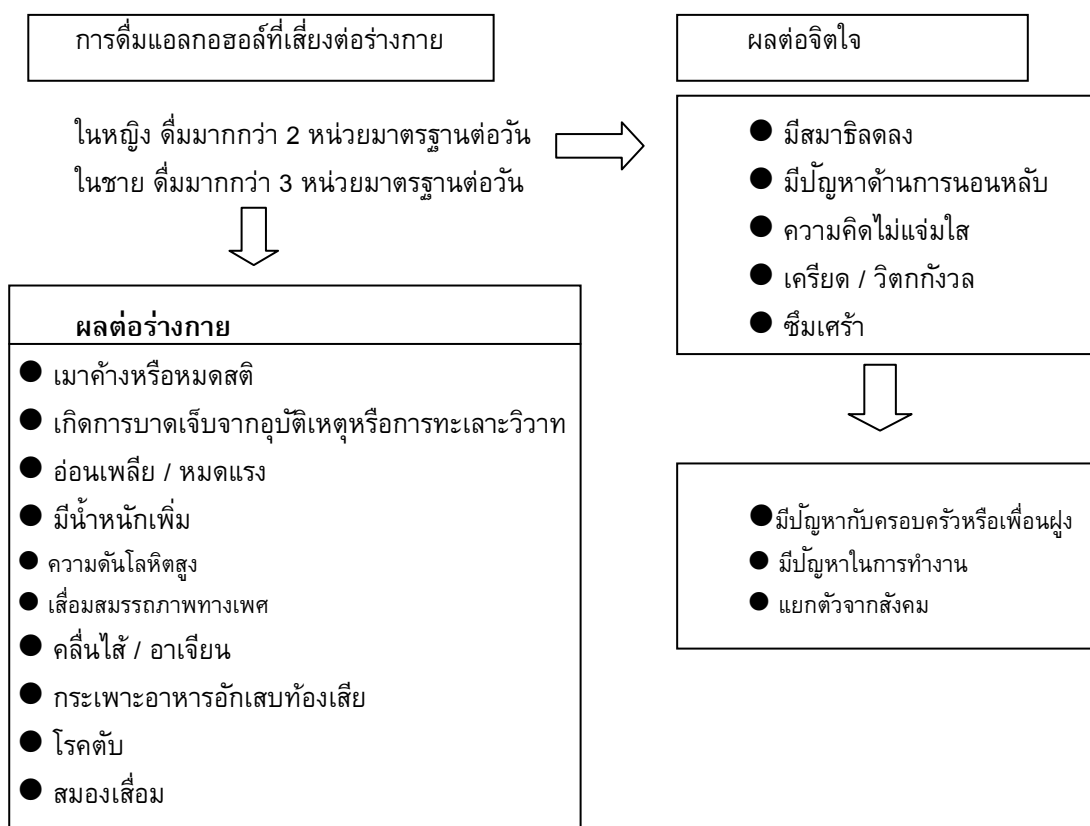 การดื่มแอลกอฮอล์ที่เสี่ยงต่อร่างกาย
ในหญิง ดื่มมากกว่า 2 หน่วยมาตรฐานต่อวัน
ในชาย ดื่มมากกว่า 3 หน่วยมาตรฐานต่อวัน
ผลต่อร่างกาย
● เมาค้างหรือหมดสติ
● เกิดการบาดเจ็บจากอุบัติเหตุหรือการทะเลาะวิวาท
● อ่อนเพลีย / หมดแรง
● มีน้ำหนักเพิ่ม
● ความดันโลหิตสูง
● เสื่อมสมรรถภาพทางเพศ
● คลื่นไส้ / อาเจียน
● กระเพาะอาหารอักเสบท้องเสีย
● โรคตับ
● สมองเสื่อม
ผลต่อจิตใจ
● มีสมาธิลดลง
● มีปัญหาด้านการนอนหลับ
● ความคิดไม่แจ่มใส
● เครียด / วิตกกังวล
● ซึมเศร้า
● มีปัญหากับครอบครัวหรือเพื่อนฝูง
● มีปัญหาในการทำงาน
● แยกตัวจากสังคม